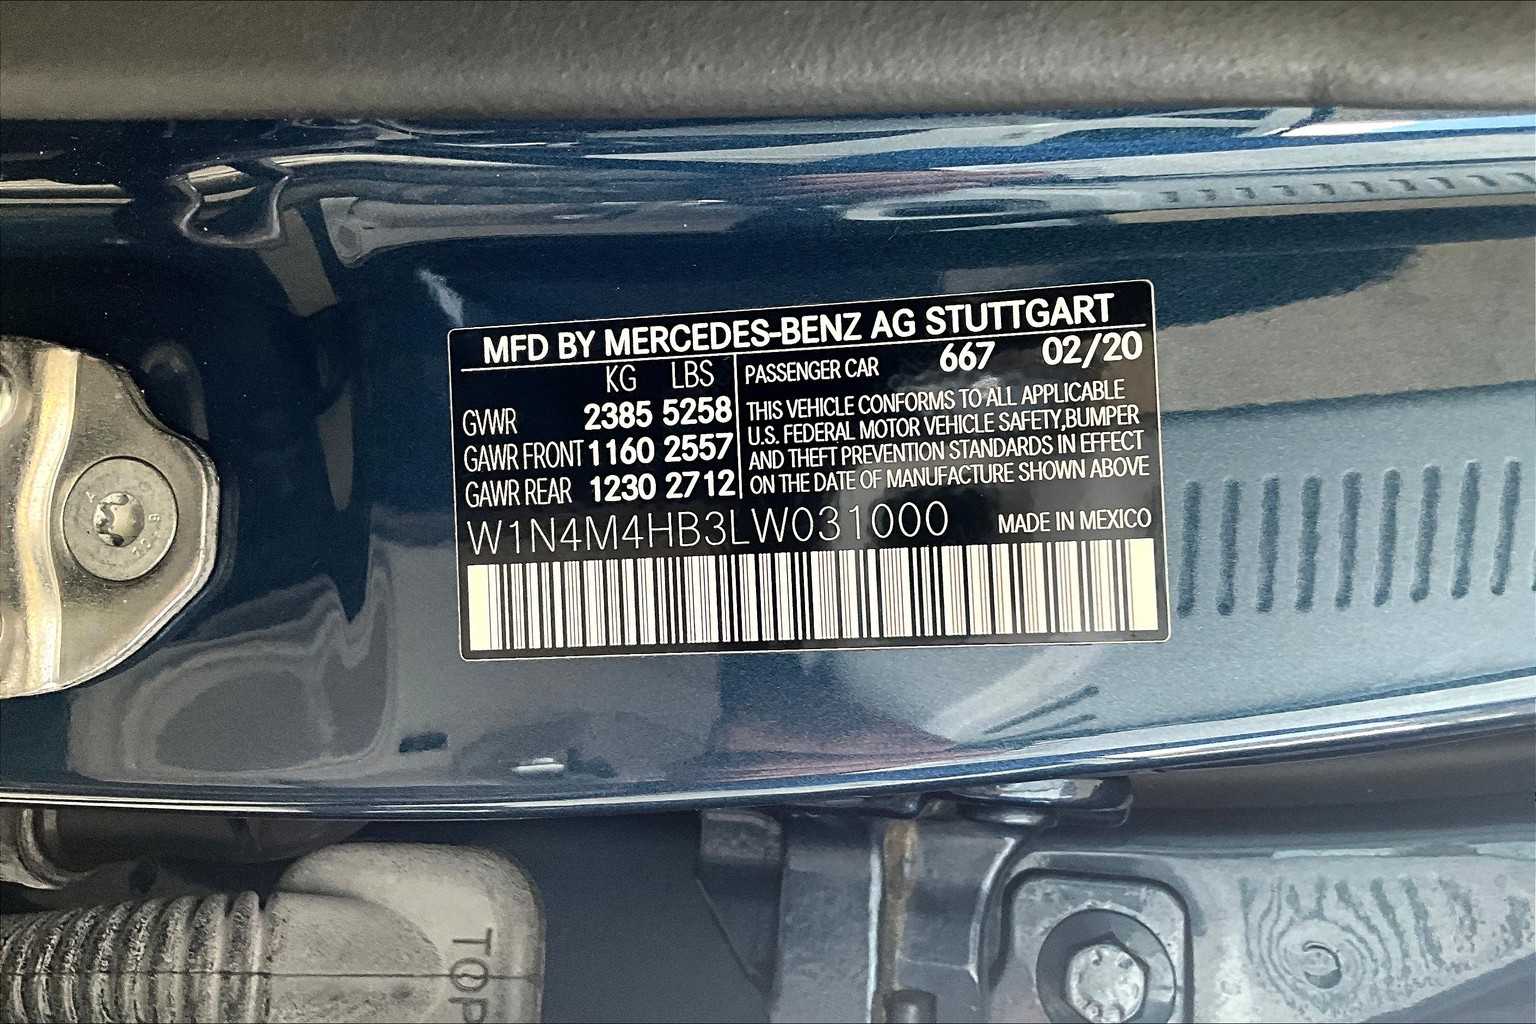 MFD BY MERCEDES-BENZ AG STUTTGART
KG LBS
GVWR 2385 5258
GAWR FRONT 1160 2557
GAWR REAR 1230 2712
PASSENGER CAR 667 02/20
THIS VEHICLE CONFORMS TO ALL APPLICABLE
U.S. FEDERAL MOTOR VEHICLE SAFETY,BUMPER
AND THEFT PREVENTION STANDARDS IN EFFECT
ON THE DATE OF MANUFACTURE SHOWN ABOVE
W1N4M4HB3LW031000 MADE IN MEXICO
TOP